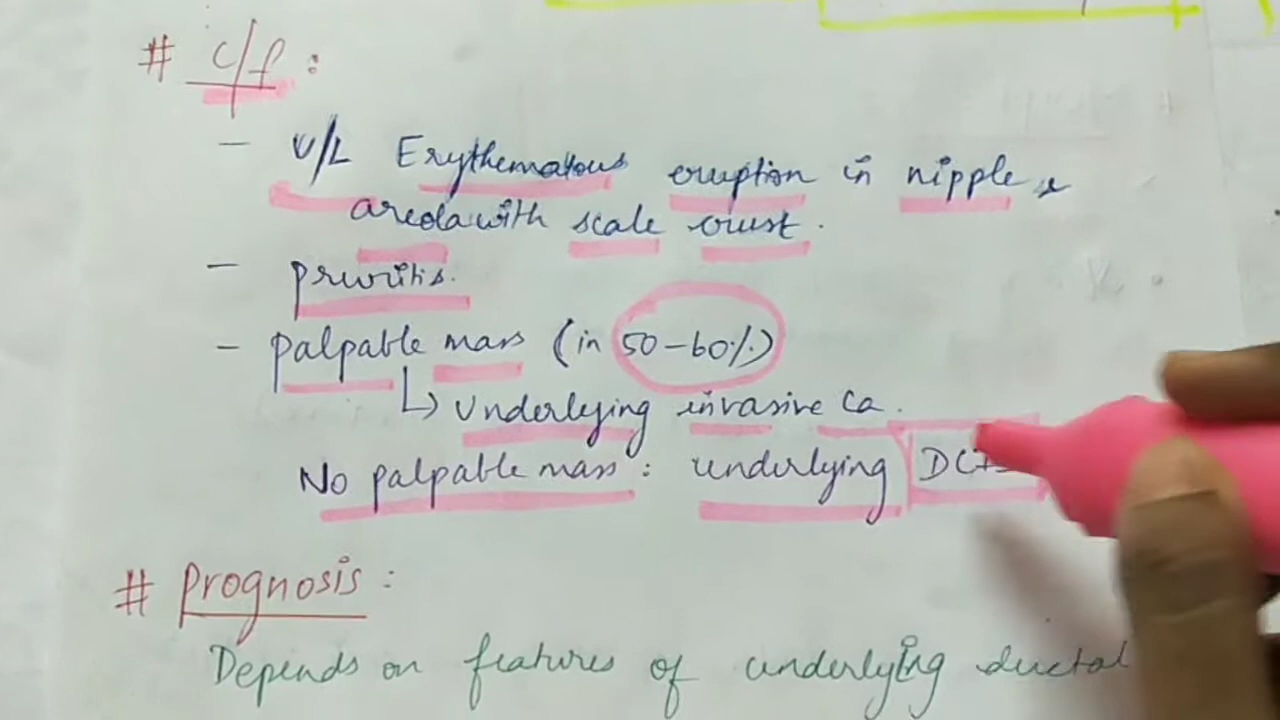 # c/f :
- U/L Erythematous eruption in nipple &
areola with scale crust.
- pruritis.
- palpable mass (in 50-60%)
↳ Underlying invasive Ca.
No palpable mass : underlying
# Prognosis :
Depends on features of underlying ductal